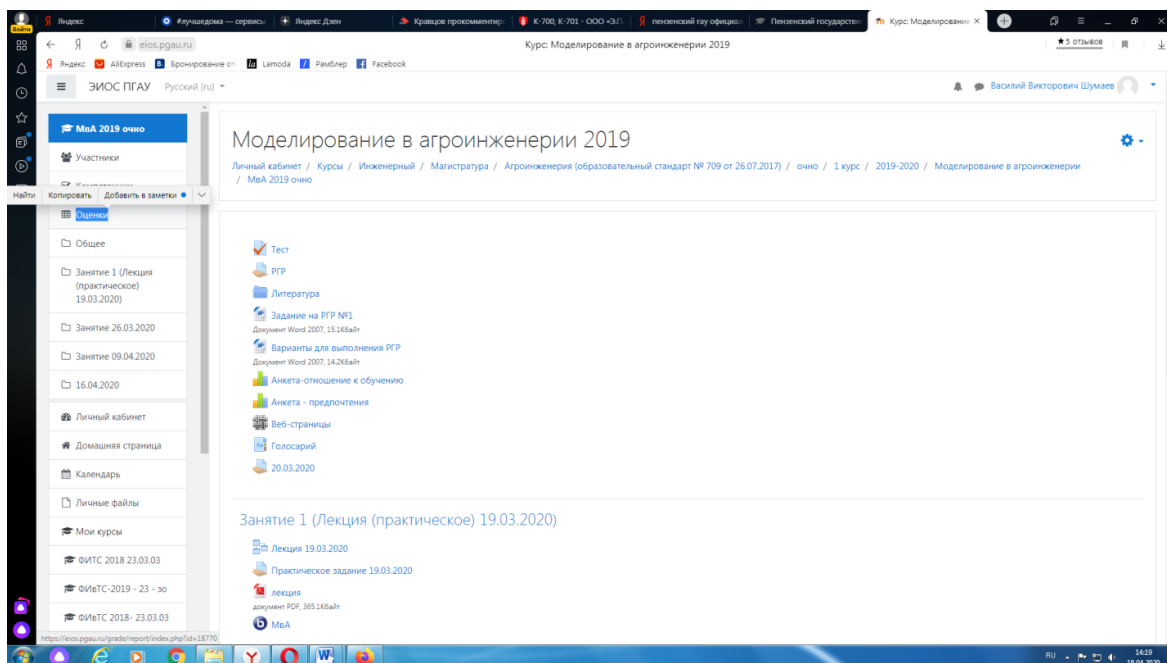 Войти
Яндекс
#лучшедома — сервисы
Яндекс Дзен
Кравцов прокомментир
К-700, К-701 - ООО «З.П.
пензенский гау официал
Пензенский государстве
Курс: Моделирование
eios.pgau.ru
Курс: Моделирование в агроинженерии 2019
★ 5 отзывов
Яндекс
AliExpress
Бронирование от
Lamoda
Рамблер
Facebook
ЭИОС ПГАУ
Русский (ru)
Василий Викторович Шумаев
МвА 2019 очно
Участники
Найти
Копировать
Добавить в заметки
Оценки
Общее
Занятие 1 (Лекция
(практическое)
19.03.2020)
Занятие 26.03.2020
Занятие 09.04.2020
16.04.2020
Личный кабинет
Домашняя страница
Календарь
Личные файлы
Мои курсы
ФИТС 2018 23.03.03
ФИвТС-2019 - 23 - зо
ФИвТС 2018- 23.03.03
https://eios.pgau.ru/grade/report/index.php?id=18770
Моделирование в агроинженерии 2019
Личный кабинет / Курсы / Инженерный / Магистратура / Агроинженерия (образовательный стандарт № 709 от 26.07.2017) / очно / 1 курс / 2019-2020 / Моделирование в агроинженерии
/ МвА 2019 очно
Тест
РГР
Литература
Задание на РГР №1
Документ Word 2007, 15.1Кбайт
Варианты для выполнения РГР
Документ Word 2007, 14.2Кбайт
Анкета-отношение к обучению
Анкета - предпочтения
Веб-страницы
Голосарий
20.03.2020
Занятие 1 (Лекция (практическое) 19.03.2020)
Лекция 19.03.2020
Практическое задание 19.03.2020
лекция
документ PDF, 365.1Кбайт
МвА
RU
14:19
18.04.2020